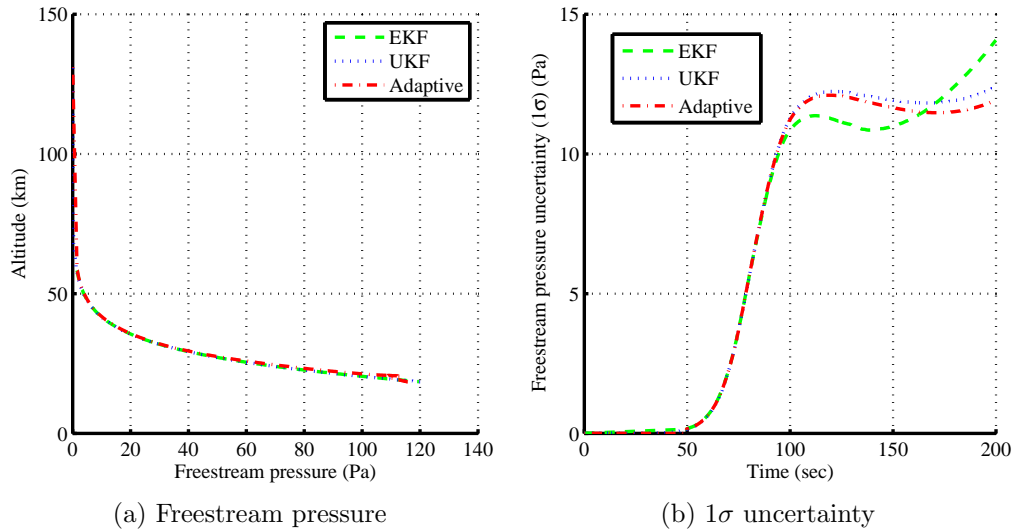 150
100
50
0
0 20 40 60 80 100 120 140
Altitude (km)
Freestream pressure (Pa)
EKF
UKF
Adaptive
(a) Freestream pressure
15
10
5
0
0 50 100 150 200
Freestream pressure uncertainty (1σ) (Pa)
Time (sec)
EKF
UKF
Adaptive
(b) 1σ uncertainty